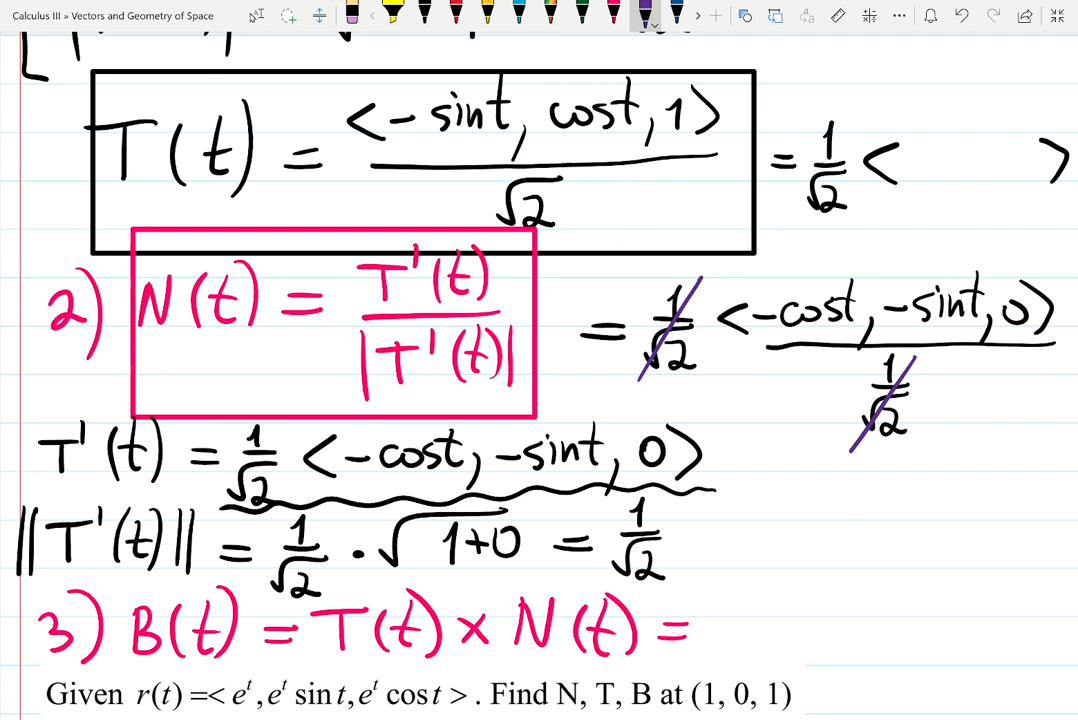 Calculus III » Vectors and Geometry of Space
T(t) = <-sint, cost, 1> / √2 = 1/√2 < >
2) N(t) = T'(t) / |T'(t)| = 1/√2 <-cost, -sint, 0> / 1/√2
T'(t) = 1/√2 <-cost, -sint, 0>
||T'(t)|| = 1/√2 · √1+0 = 1/√2
3) B(t) = T(t) × N(t) =
Given r(t) =< e^t, e^t sin t, e^t cos t > . Find N, T, B at (1, 0, 1)